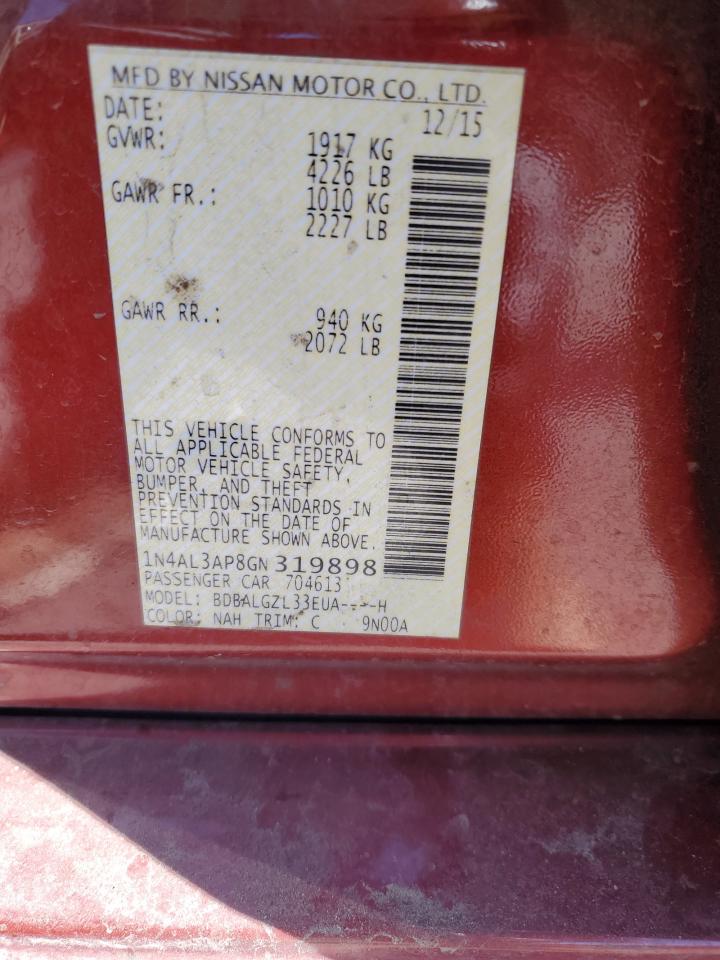 MFD BY NISSAN MOTOR CO., LTD.
DATE: 12/15
GVWR: 1917 KG
4226 LB
GAWR FR.: 1010 KG
2227 LB
GAWR RR.: 940 KG
2072 LB
THIS VEHICLE CONFORMS TO
ALL APPLICABLE FEDERAL
MOTOR VEHICLE SAFETY,
BUMPER, AND THEFT
PREVENTION STANDARDS IN
EFFECT ON THE DATE OF
MANUFACTURE SHOWN ABOVE.
1N4AL3AP8GN319898
PASSENGER CAR 704613
MODEL: BDBALGZL33EUA----H
COLOR: NAH TRIM: C 9N00A